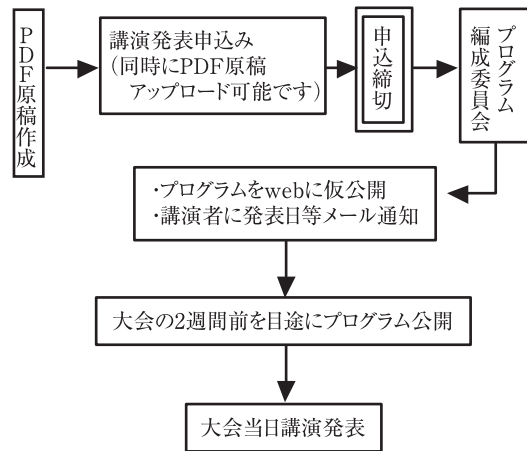 PDF原稿作成
講演発表申込み
（同時にPDF原稿
アップロード可能です）
申込締切
プログラム
編成委員会
・プログラムをwebに仮公開
・講演者に発表日等メール通知
大会の2週間前を目途にプログラム公開
大会当日講演発表